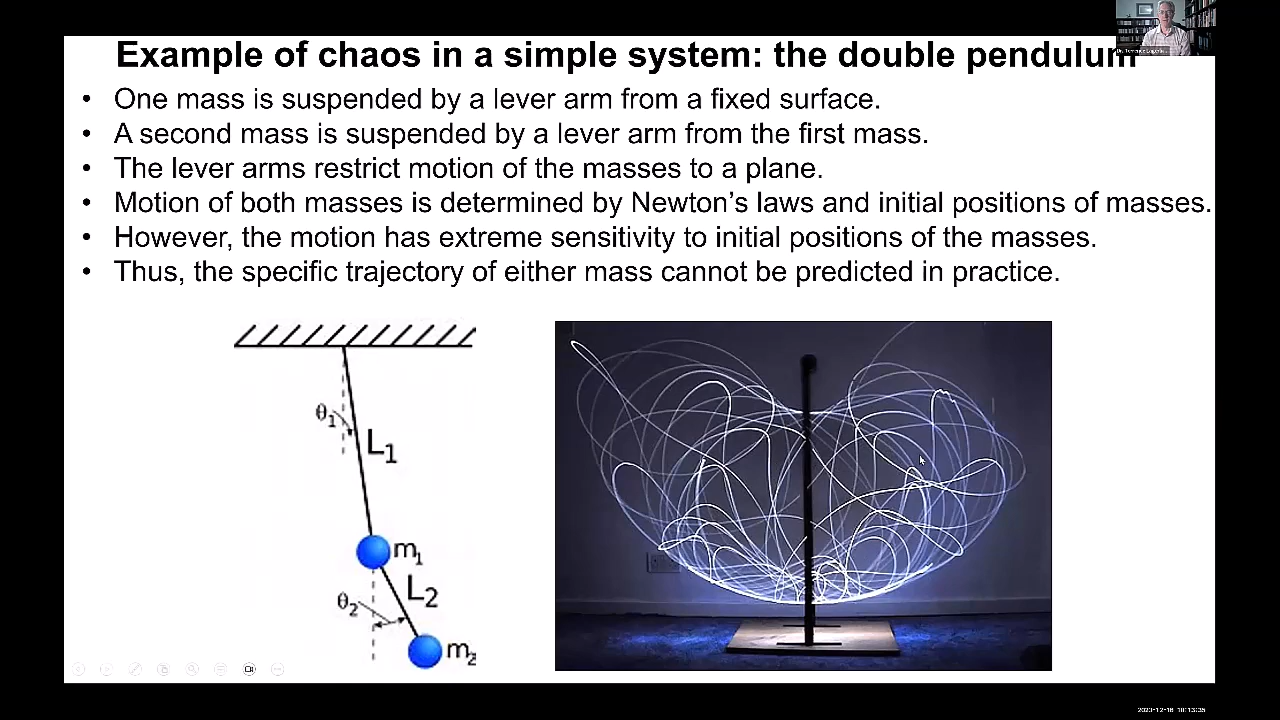 Example of chaos in a simple system: the double pendulum
• One mass is suspended by a lever arm from a fixed surface.
• A second mass is suspended by a lever arm from the first mass.
• The lever arms restrict motion of the masses to a plane.
• Motion of both masses is determined by Newton’s laws and initial positions of masses.
• However, the motion has extreme sensitivity to initial positions of the masses.
• Thus, the specific trajectory of either mass cannot be predicted in practice.
θ₁
L₁
m₁
L₂
θ₂
m₂